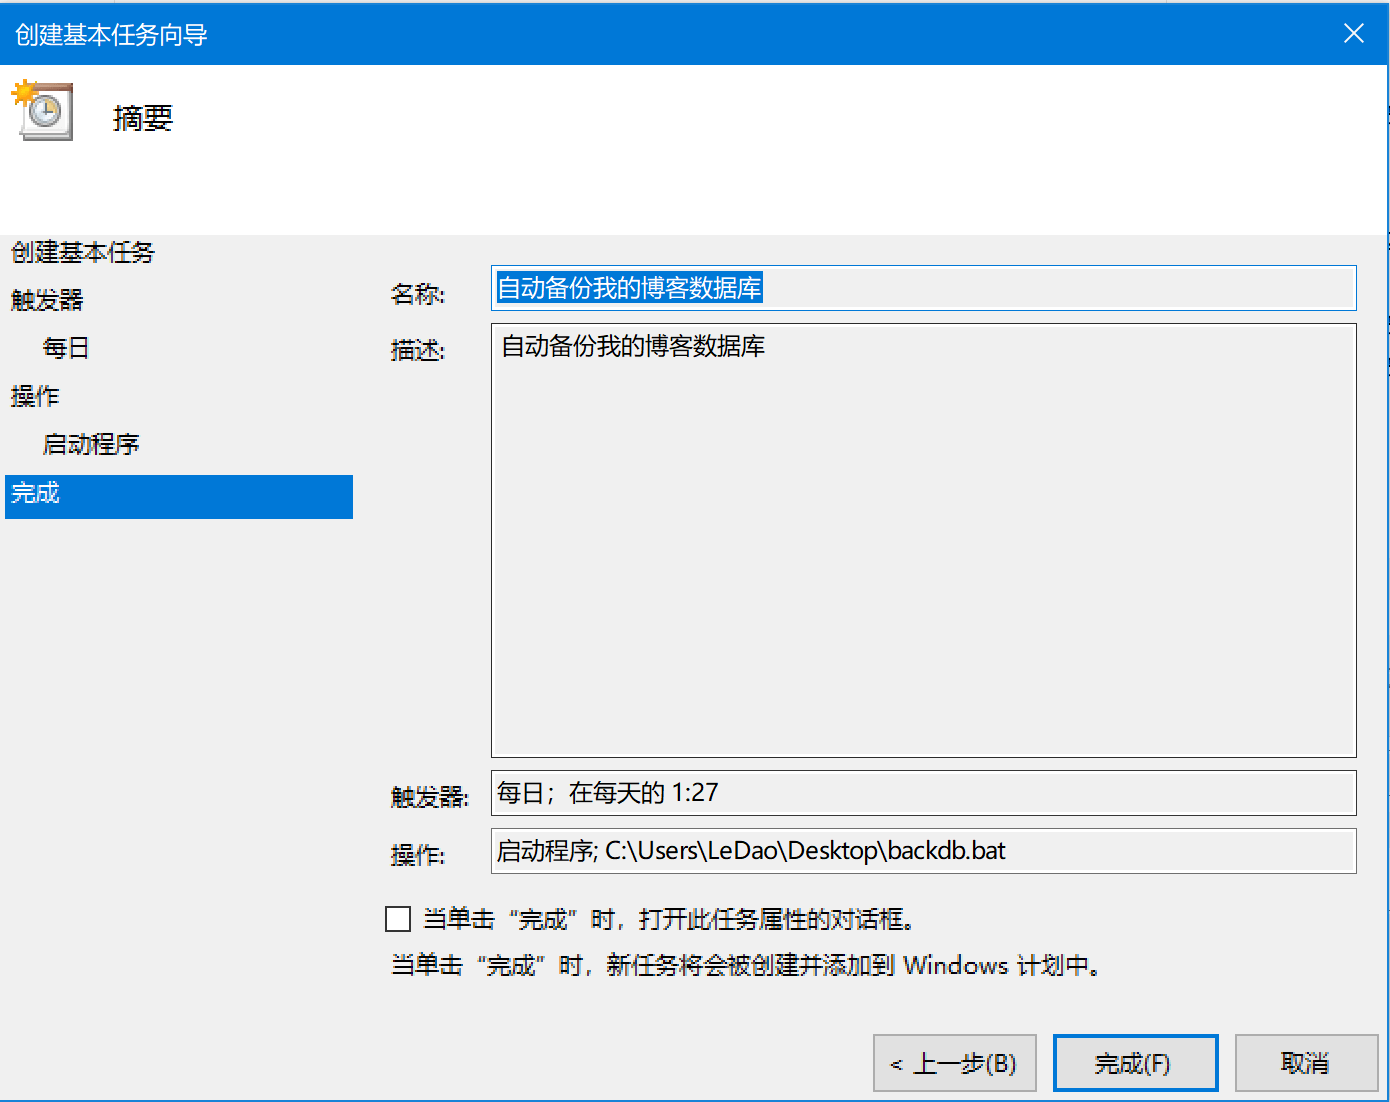 创建基本任务向导
摘要
创建基本任务
触发器
每日
操作
启动程序
完成
名称: 自动备份我的博客数据库
描述: 自动备份我的博客数据库
触发器: 每日；在每天的 1:27
操作: 启动程序; C:\Users\LeDao\Desktop\backdb.bat
当单击“完成”时，打开此任务属性的对话框。
当单击“完成”时，新任务将会被创建并添加到 Windows 计划中。
< 上一步(B) 完成(F) 取消